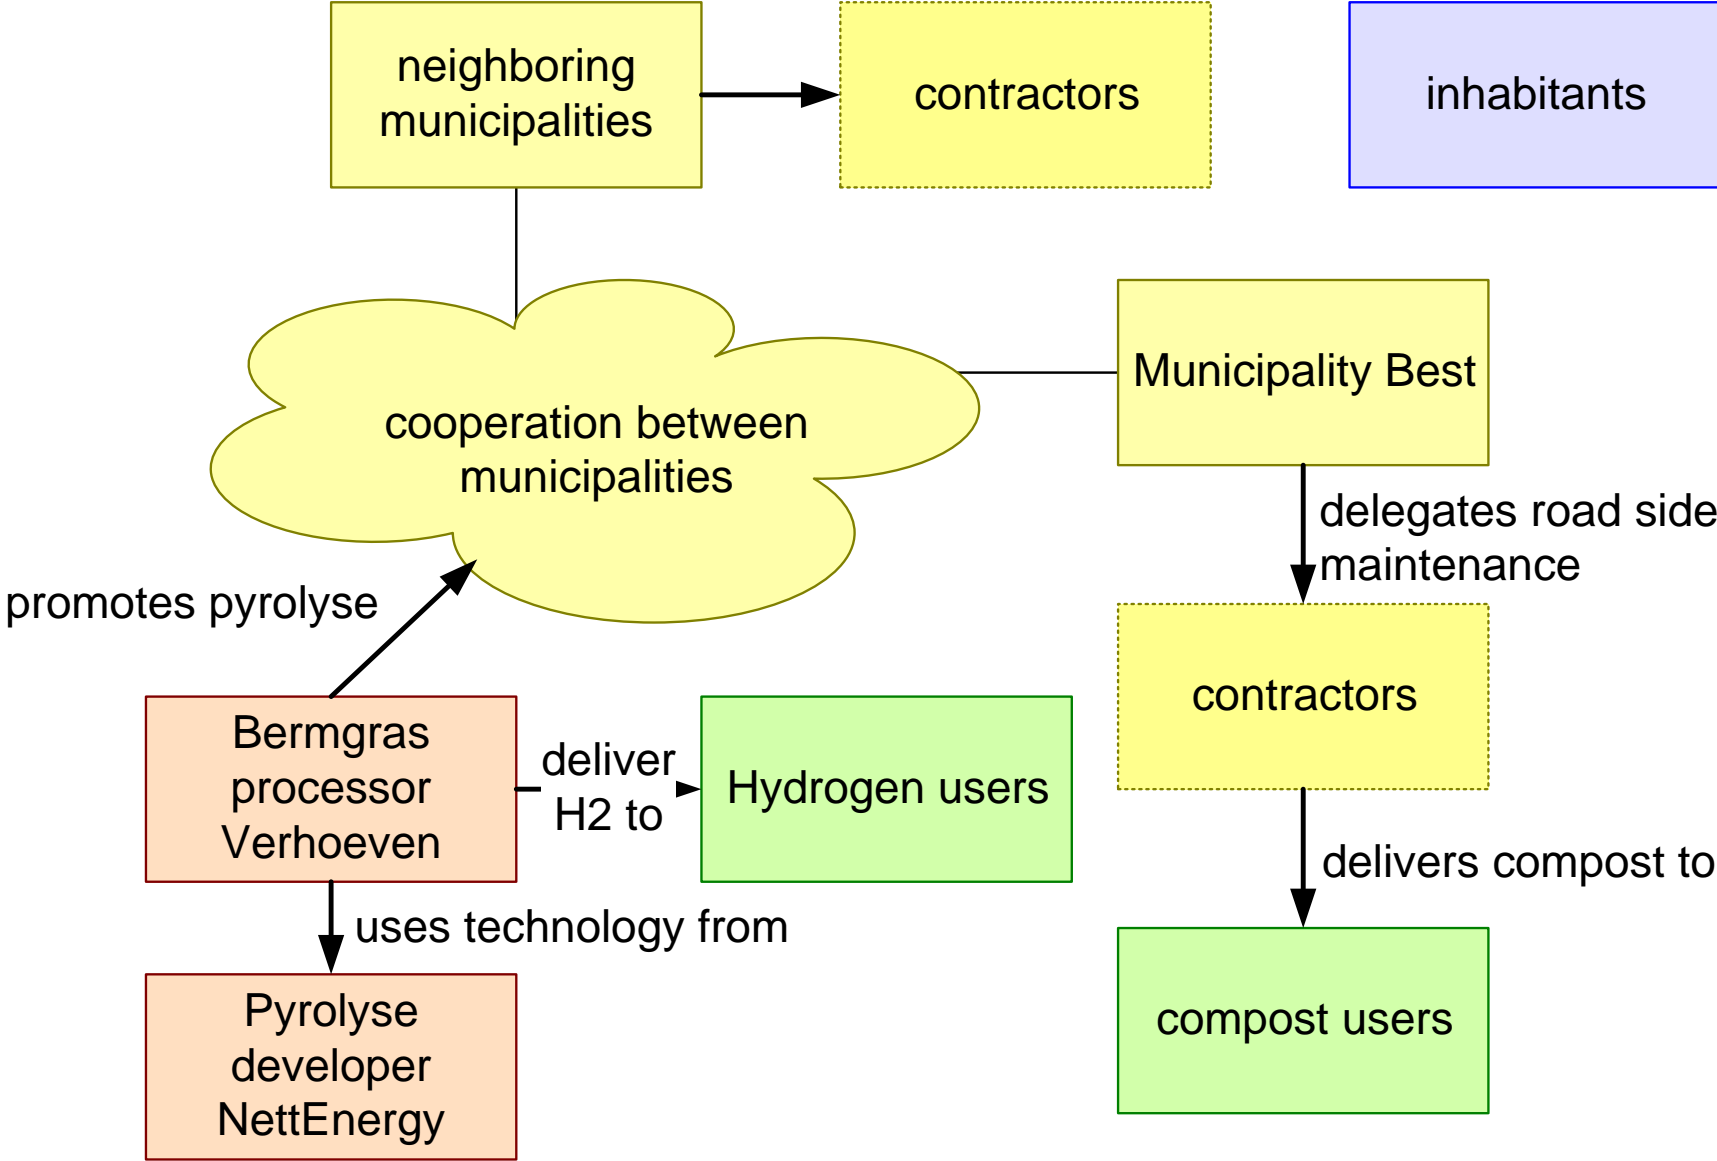 neighboring
municipalities
contractors
inhabitants
cooperation between
municipalities
Municipality Best
delegates road side
maintenance
promotes pyrolyse
contractors
Bermgras
processor
Verhoeven
deliver
H2 to
Hydrogen users
delivers compost to
uses technology from
Pyrolyse
developer
NettEnergy
compost users